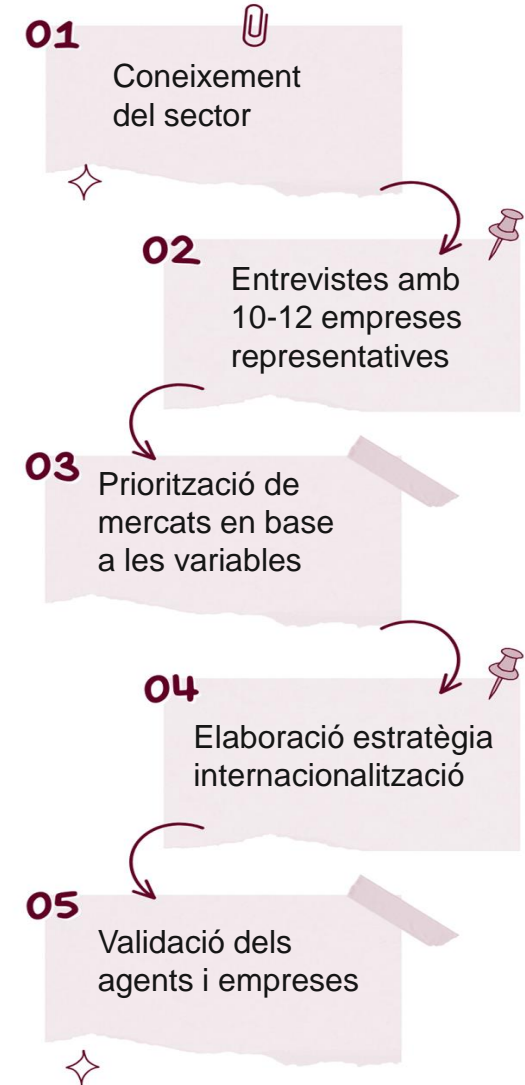 01
Coneixement
del sector
02
Entrevistes amb
10-12 empreses
representatives
03
Priorització de
mercats en base
a les variables
04
Elaboració estratègia
internacionalització
05
Validació dels
agents i empreses